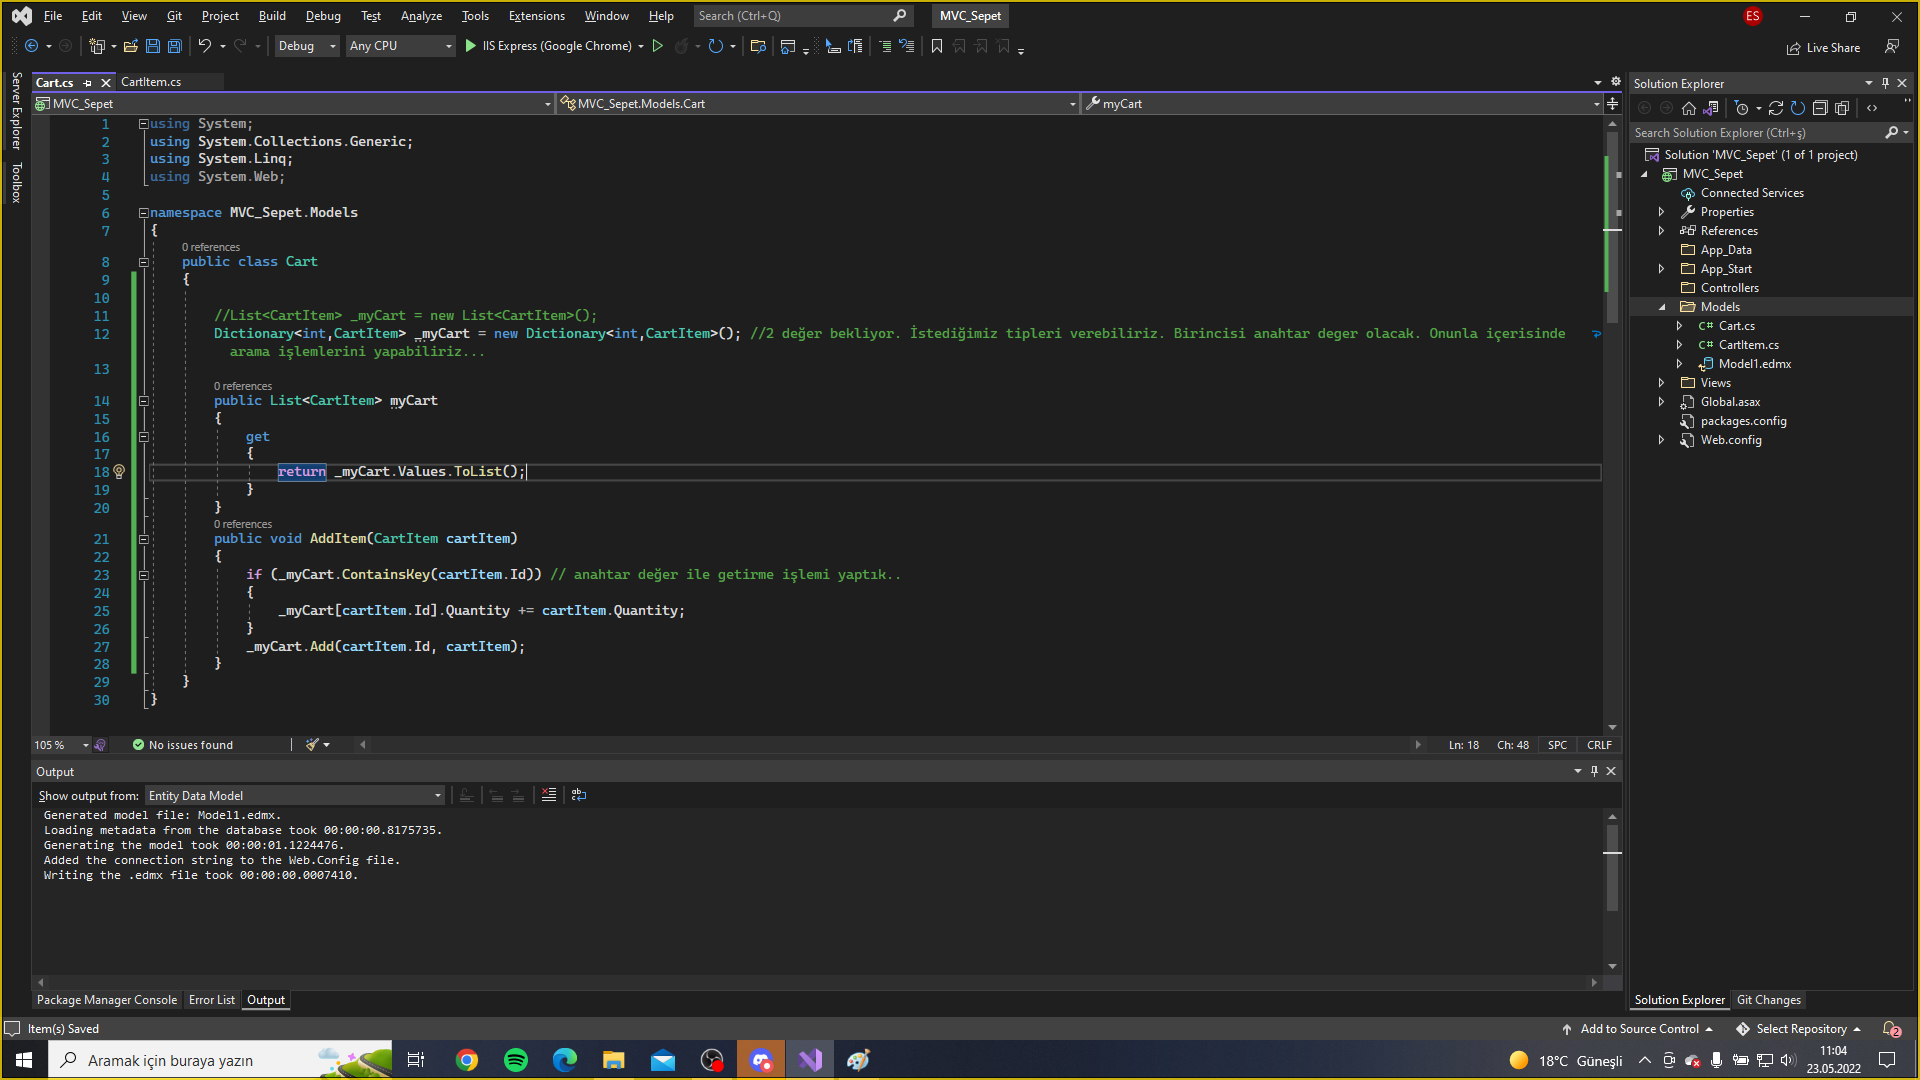 File Edit View Git Project Build Debug Test Analyze Tools Extensions Window Help Search (Ctrl+Q) MVC_Sepet ES
Debug Any CPU IIS Express (Google Chrome) Live Share
Server Explorer
Toolbox
Cart.cs CartItem.cs
MVC_Sepet MVC_Sepet.Models.Cart myCart
1 using System;
2 using System.Collections.Generic;
3 using System.Linq;
4 using System.Web;
5
6 namespace MVC_Sepet.Models
7 {
0 references
8 public class Cart
9 {
10
11 //List<CartItem> _myCart = new List<CartItem>();
12 Dictionary<int,CartItem> _myCart = new Dictionary<int,CartItem>(); //2 değer bekliyor. İstediğimiz tipleri verebiliriz. Birincisi anahtar deger olacak. Onunla içerisinde
arama işlemlerini yapabiliriz...
13
0 references
14 public List<CartItem> myCart
15 {
16 get
17 {
18 return _myCart.Values.ToList();
19 }
20 }
0 references
21 public void AddItem(CartItem cartItem)
22 {
23 if (_myCart.ContainsKey(cartItem.Id)) // anahtar değer ile getirme işlemi yaptık..
24 {
25 _myCart[cartItem.Id].Quantity += cartItem.Quantity;
26 }
27 _myCart.Add(cartItem.Id, cartItem);
28 }
29 }
30 }
105 % No issues found Ln: 18 Ch: 48 SPC CRLF
Output
Show output from: Entity Data Model
Generated model file: Model1.edmx.
Loading metadata from the database took 00:00:00.8175735.
Generating the model took 00:00:01.1224476.
Added the connection string to the Web.Config file.
Writing the .edmx file took 00:00:00.0007410.
Package Manager Console Error List Output
Solution Explorer
Search Solution Explorer (Ctrl+ş)
Solution 'MVC_Sepet' (1 of 1 project)
MVC_Sepet
Connected Services
Properties
References
App_Data
App_Start
Controllers
Models
C# Cart.cs
C# CartItem.cs
Model1.edmx
Views
Global.asax
packages.config
Web.config
Solution Explorer Git Changes
Item(s) Saved Add to Source Control Select Repository 2
Aramak için buraya yazın 18°C Güneşli 11:04
23.05.2022